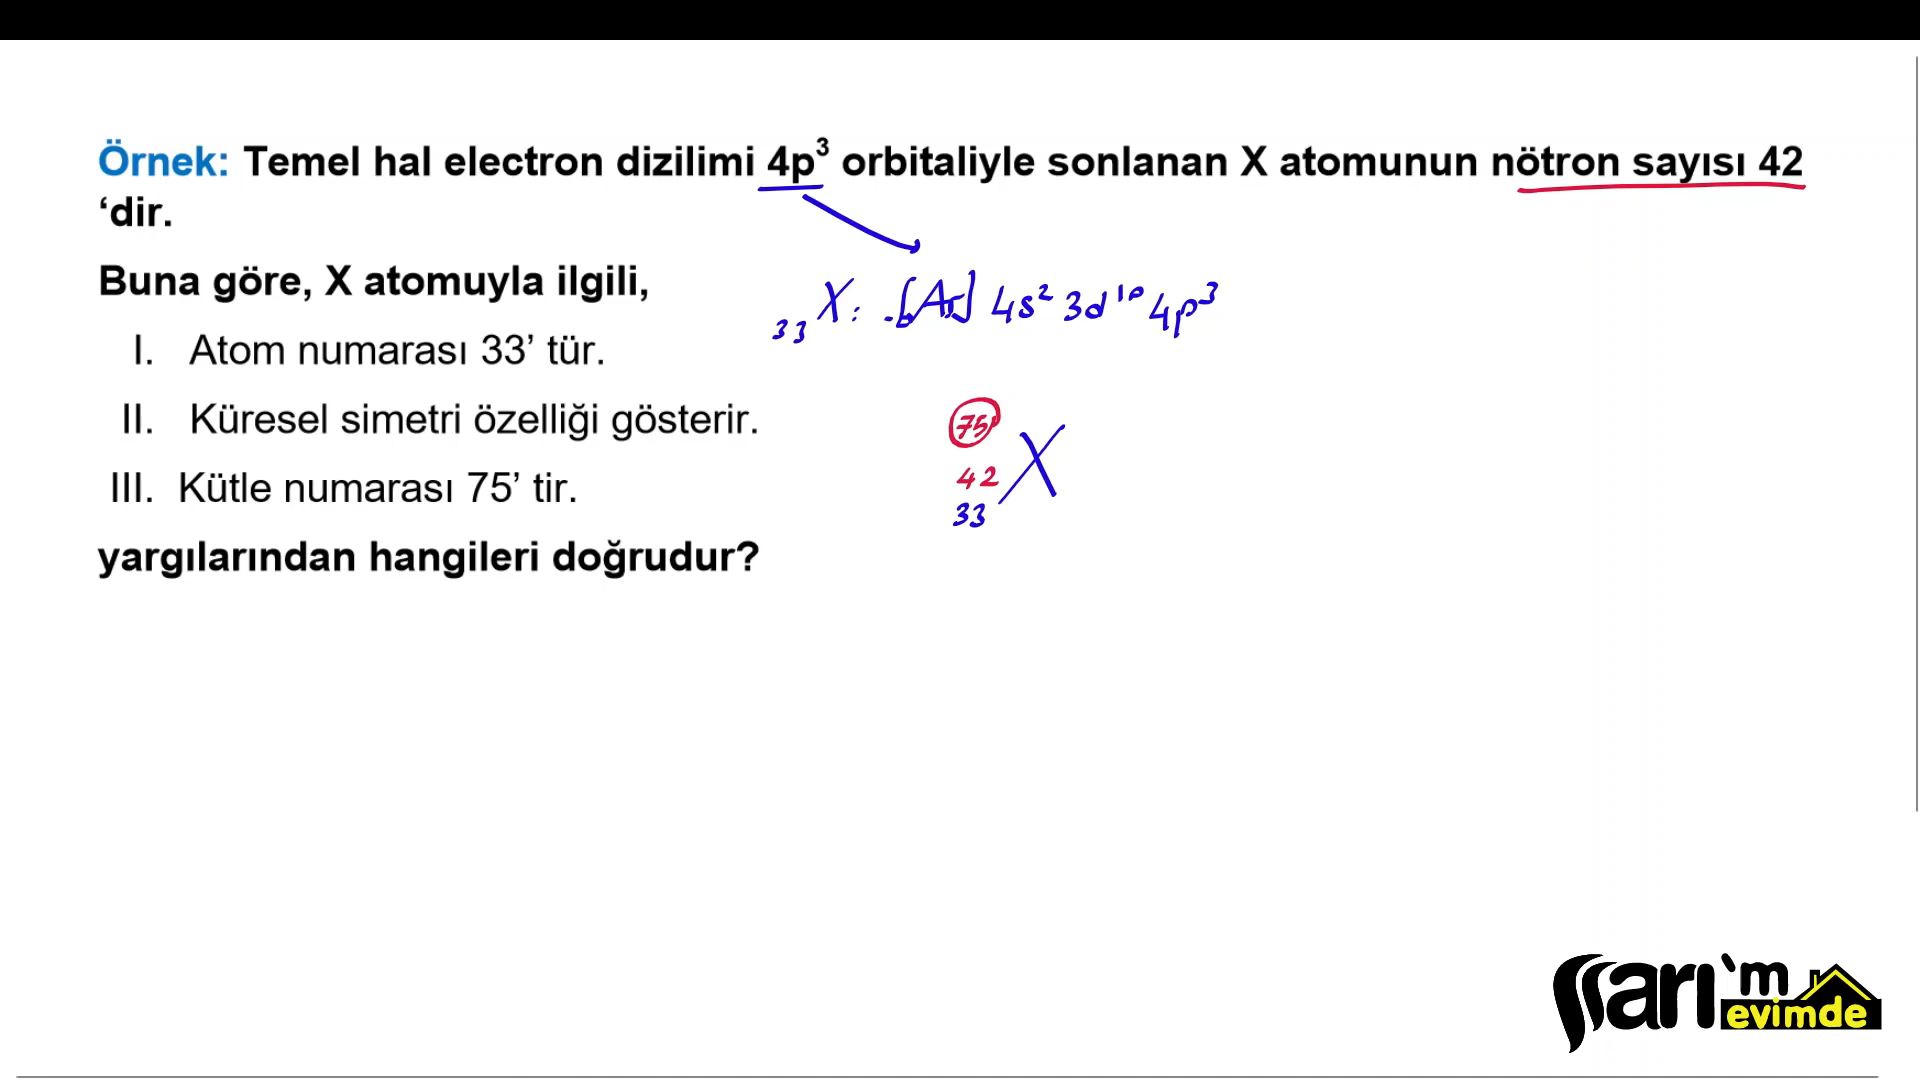 Örnek: Temel hal electron dizilimi 4p³ orbitaliyle sonlanan X atomunun nötron sayısı 42
‘dir.
Buna göre, X atomuyla ilgili,
₃₃X: [Ar] 4s² 3d¹⁰ 4p³
I. Atom numarası 33’ tür.
II. Küresel simetri özelliği gösterir.
75
42 X
33
III. Kütle numarası 75’ tir.
yargılarından hangileri doğrudur?
sarı'm
evimde